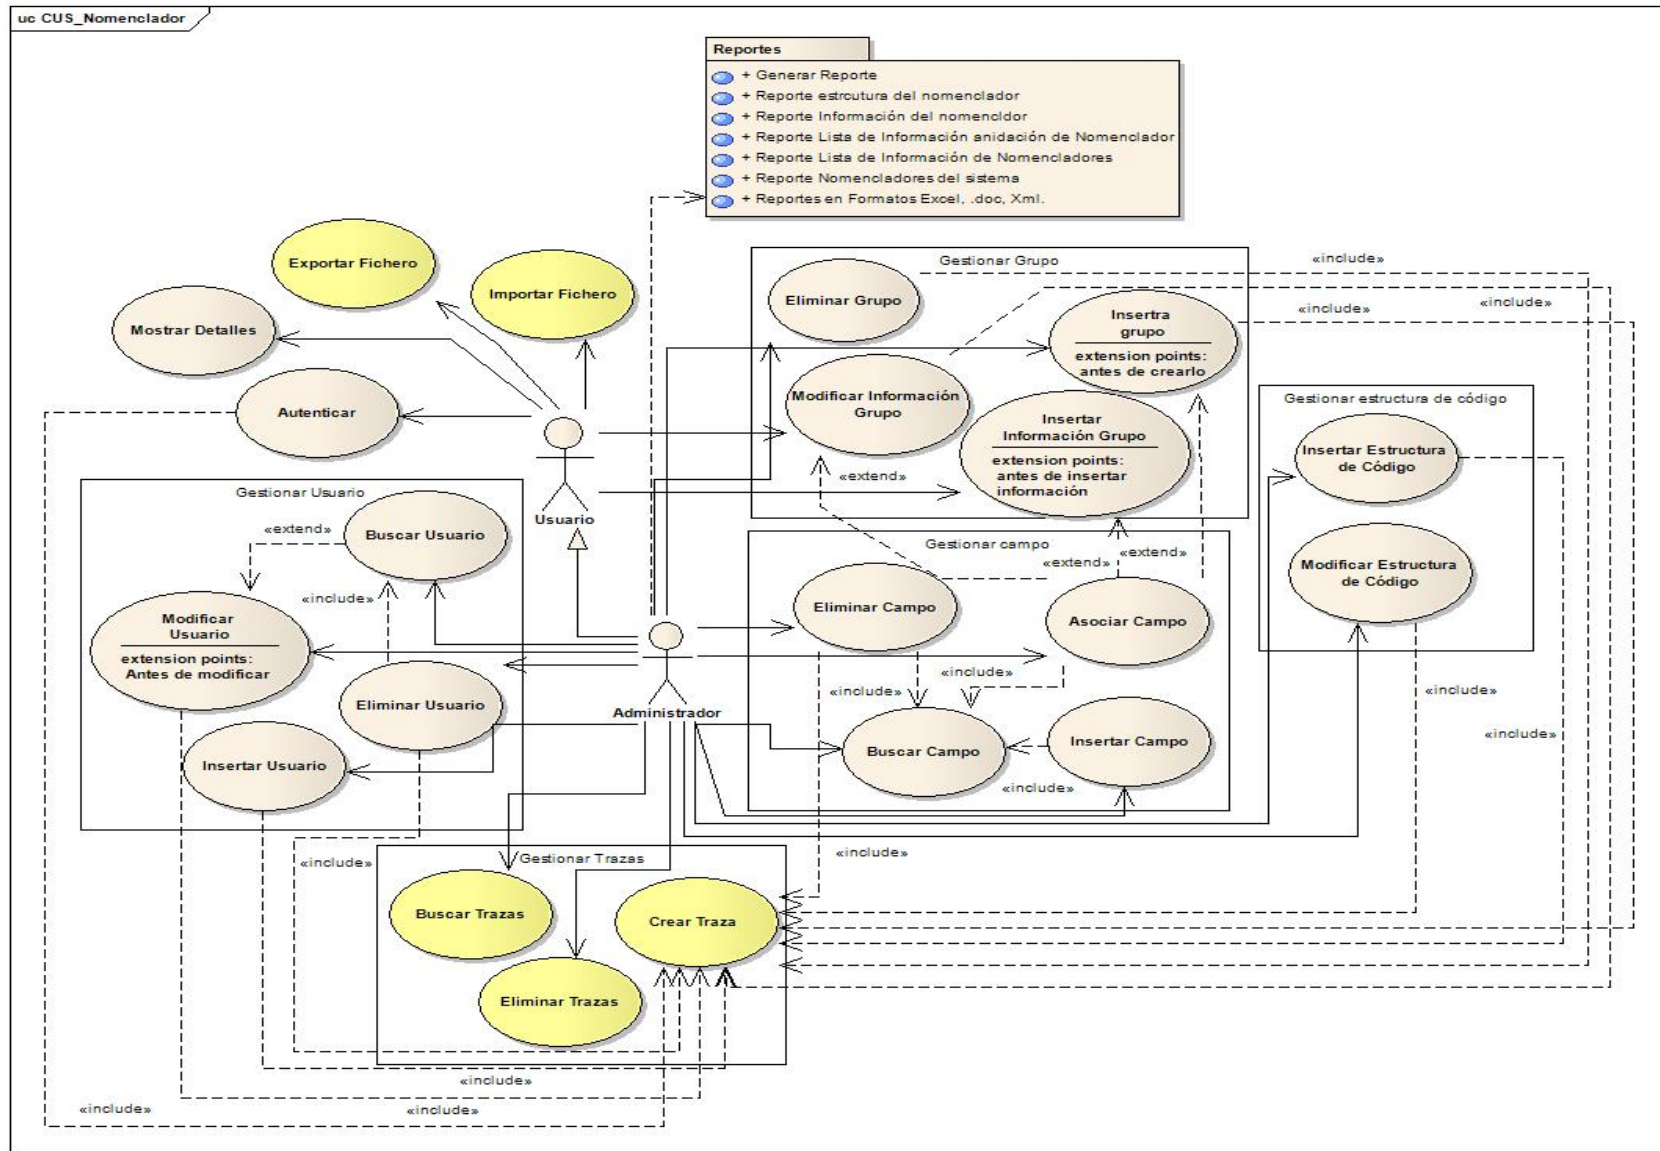 uc CUS_Nomenclador
Reportes
+ Generar Reporte
+ Reporte estrcutura del nomenclador
+ Reporte Información del nomencldor
+ Reporte Lista de Información anidación de Nomenclador
+ Reporte Lista de Información de Nomencladores
+ Reporte Nomencladores del sistema
+ Reportes en Formatos Excel, .doc, Xml.
Exportar Fichero
Importar Fichero
Mostrar Detalles
Autenticar
Usuario
Gestionar Grupo
Eliminar Grupo
Insertra
grupo
extension points:
antes de crearlo
Modificar Información
Grupo
Insertar
Información Grupo
extension points:
antes de insertar
información
«include»
«include»
«include»
«extend»
Gestionar estructura de código
Insertar Estructura
de Código
Modificar Estructura
de Código
Gestionar Usuario
Buscar Usuario
«extend»
«include»
Modificar
Usuario
extension points:
Antes de modificar
Eliminar Usuario
Insertar Usuario
Administrador
Gestionar campo
«extend»
«extend»
Eliminar Campo
Asociar Campo
«include»
«include»
Buscar Campo
Insertar Campo
«include»
«include»
«include»
«include»
«include»
Gestionar Trazas
Buscar Trazas
Crear Traza
Eliminar Trazas
«include»
«include»
«include»